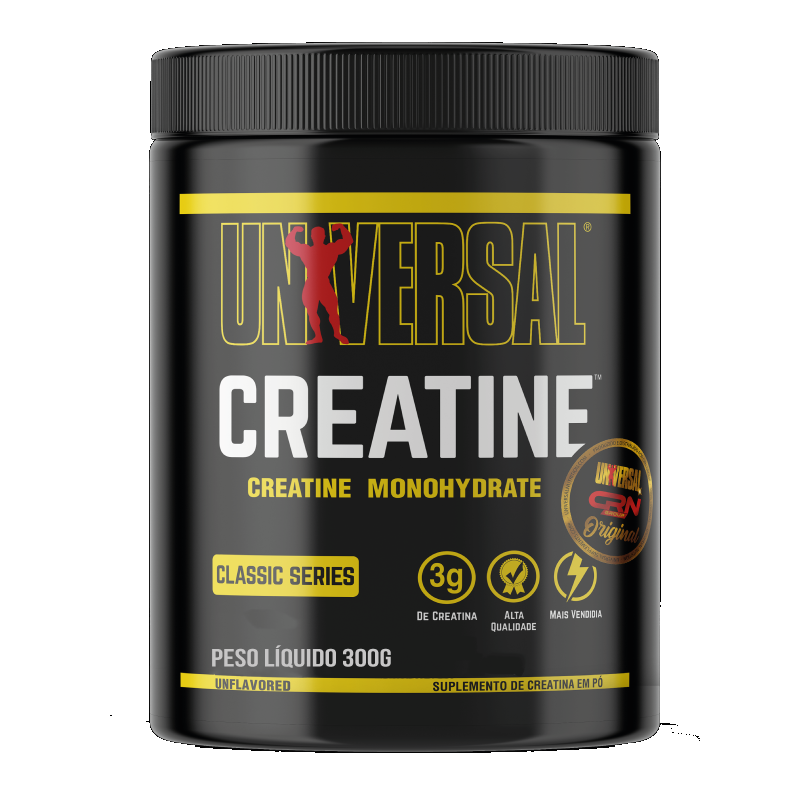 UNIVERSAL®
CREATINE™
CREATINE MONOHYDRATE
UNIVERSAL
CRN
Original
CLASSIC SERIES
3g
DE CREATINA
ALTA
QUALIDADE
MAIS VENDIDIA
PESO LÍQUIDO 300G
UNFLAVORED
SUPLEMENTO DE CREATINA EM PÓ